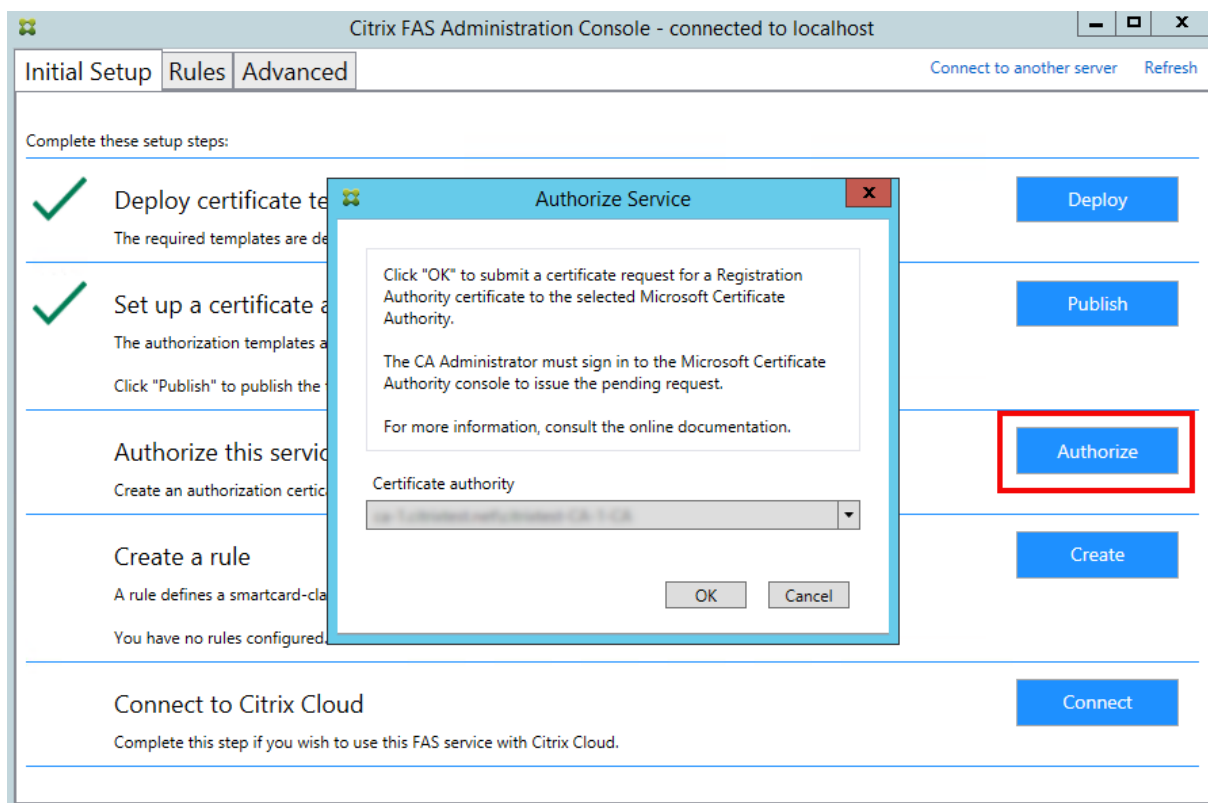 Citrix FAS Administration Console - connected to localhost
Initial Setup Rules Advanced
Connect to another server Refresh
Complete these setup steps:
Deploy certificate te
Deploy
The required templates are de
Set up a certificate a
Publish
The authorization templates a
Click "Publish" to publish the
Authorize this servic
Authorize
Create an authorization certic
Create a rule
Create
A rule defines a smartcard-cla
You have no rules configured.
Authorize Service
Click "OK" to submit a certificate request for a Registration
Authority certificate to the selected Microsoft Certificate
Authority.
The CA Administrator must sign in to the Microsoft Certificate
Authority console to issue the pending request.
For more information, consult the online documentation.
Certificate authority
OK Cancel
Connect to Citrix Cloud
Connect
Complete this step if you wish to use this FAS service with Citrix Cloud.